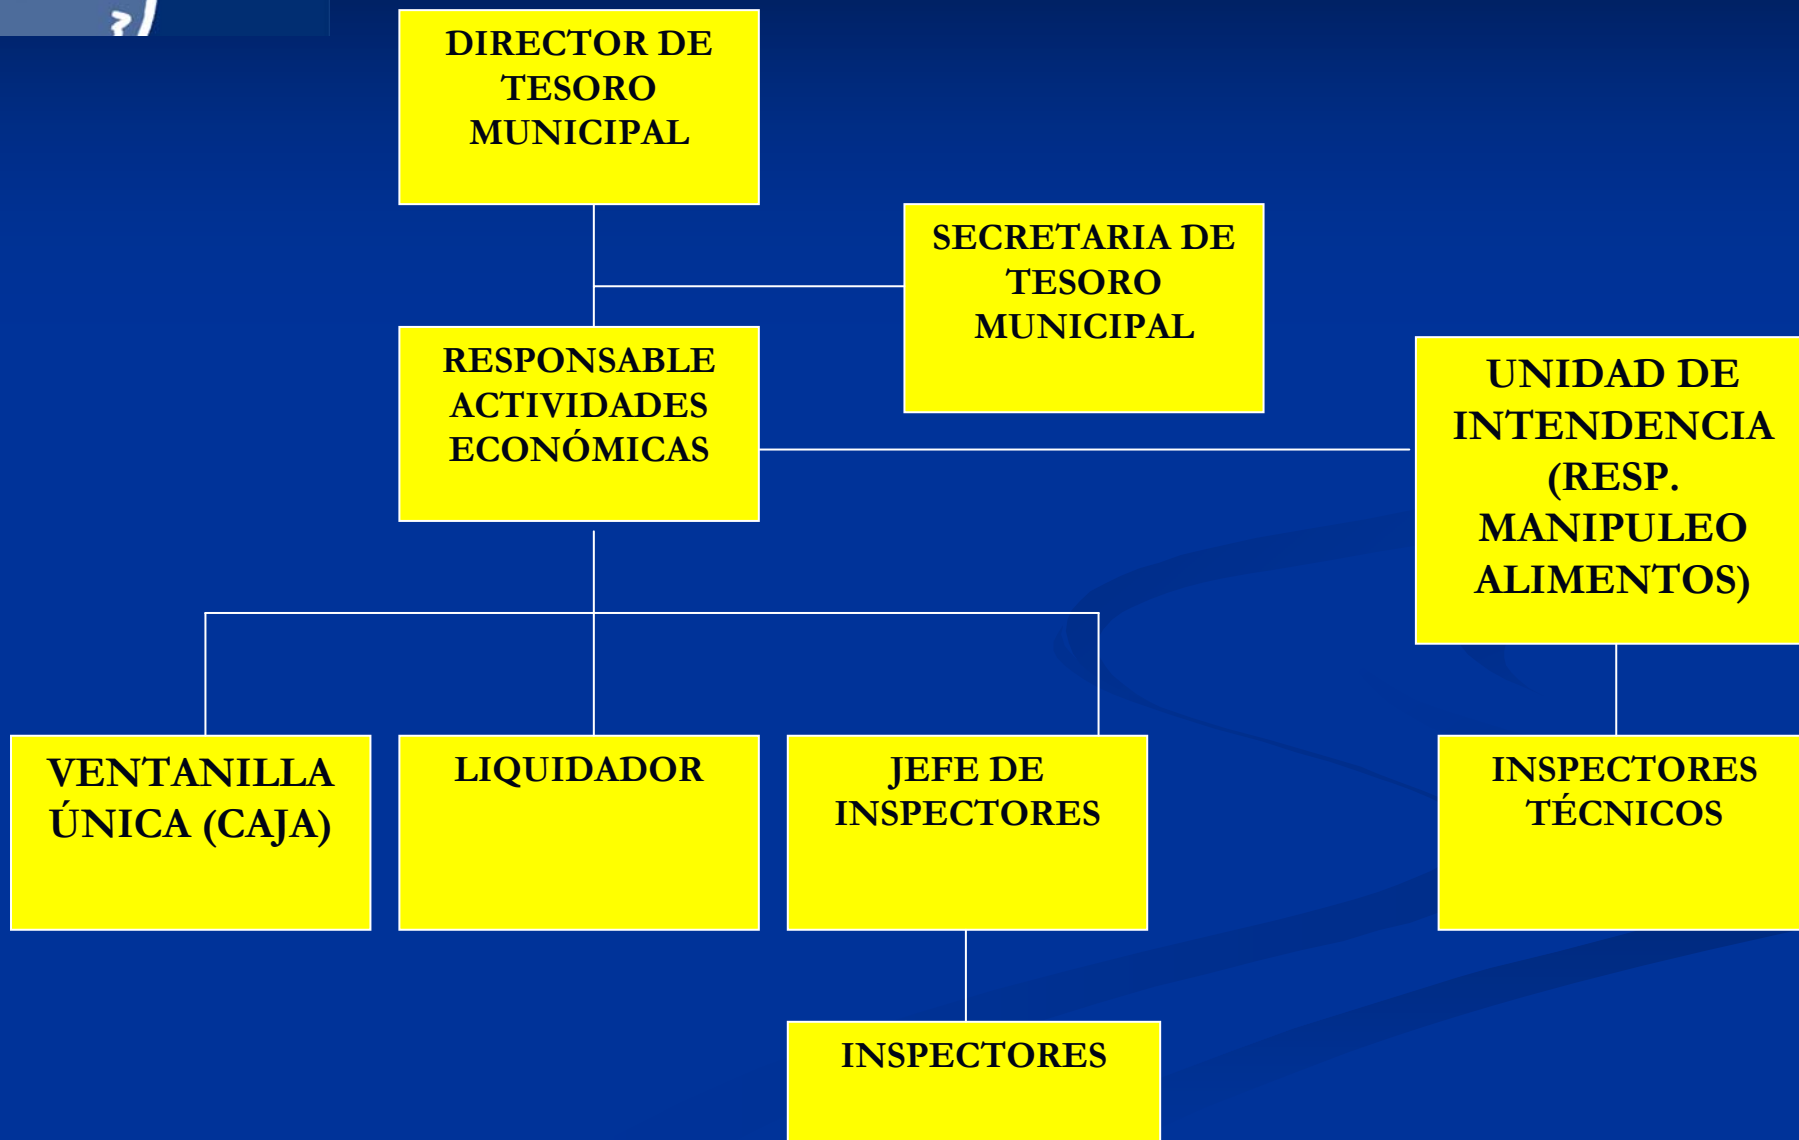 DIRECTOR DE
TESORO
MUNICIPAL
SECRETARIA DE
TESORO
MUNICIPAL
RESPONSABLE
ACTIVIDADES
ECONÓMICAS
UNIDAD DE
INTENDENCIA
(RESP.
MANIPULEO
ALIMENTOS)
VENTANILLA
ÚNICA (CAJA)
LIQUIDADOR
JEFE DE
INSPECTORES
INSPECTORES
TÉCNICOS
INSPECTORES